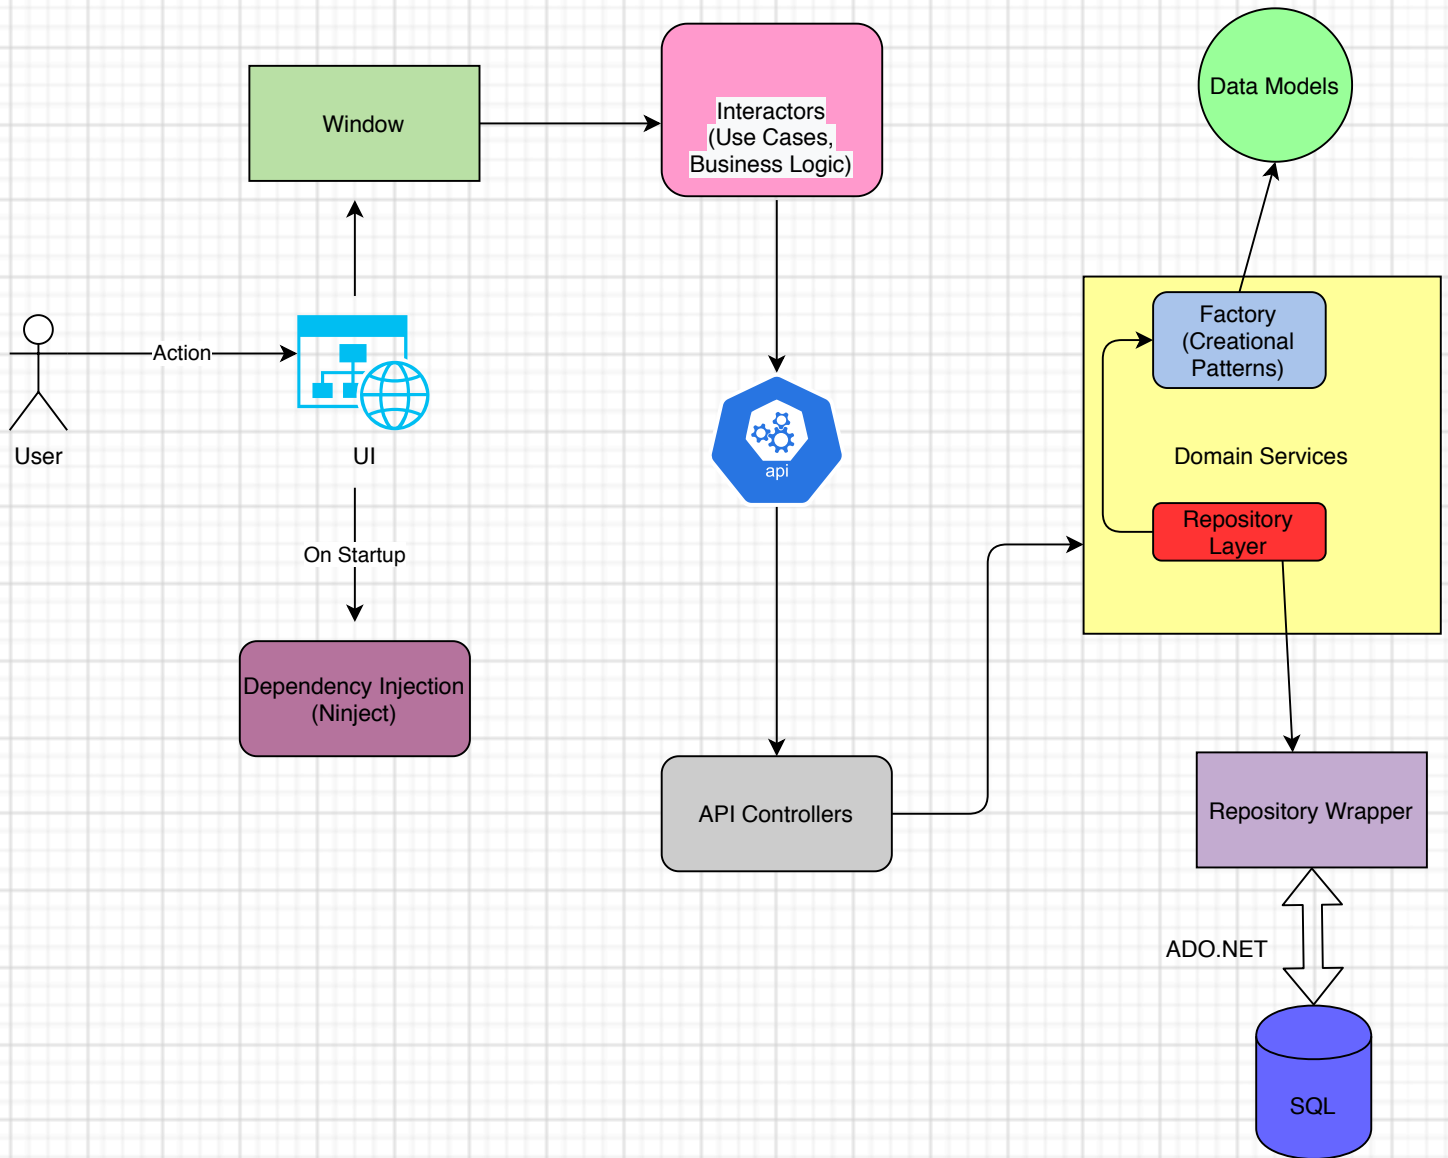 Window
Interactors
(Use Cases,
Business Logic)
Data Models
Action
User
UI
On Startup
Dependency Injection
(Ninject)
api
API Controllers
Factory
(Creational
Patterns)
Domain Services
Repository
Layer
Repository Wrapper
ADO.NET
SQL